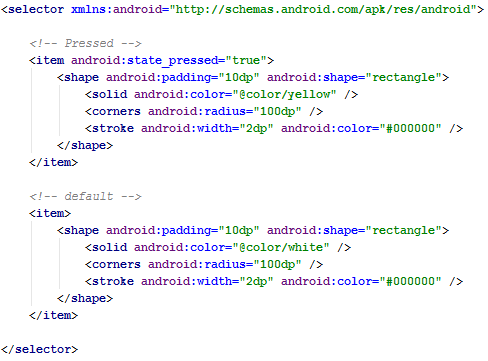 <selector xmlns:android="http://schemas.android.com/apk/res/android">
<!-- Pressed -->
<item android:state_pressed="true">
<shape android:padding="10dp" android:shape="rectangle">
<solid android:color="@color/yellow" />
<corners android:radius="100dp" />
<stroke android:width="2dp" android:color="#000000" />
</shape>
</item>
<!-- default -->
<item>
<shape android:padding="10dp" android:shape="rectangle">
<solid android:color="@color/white" />
<corners android:radius="100dp" />
<stroke android:width="2dp" android:color="#000000" />
</shape>
</item>
</selector>